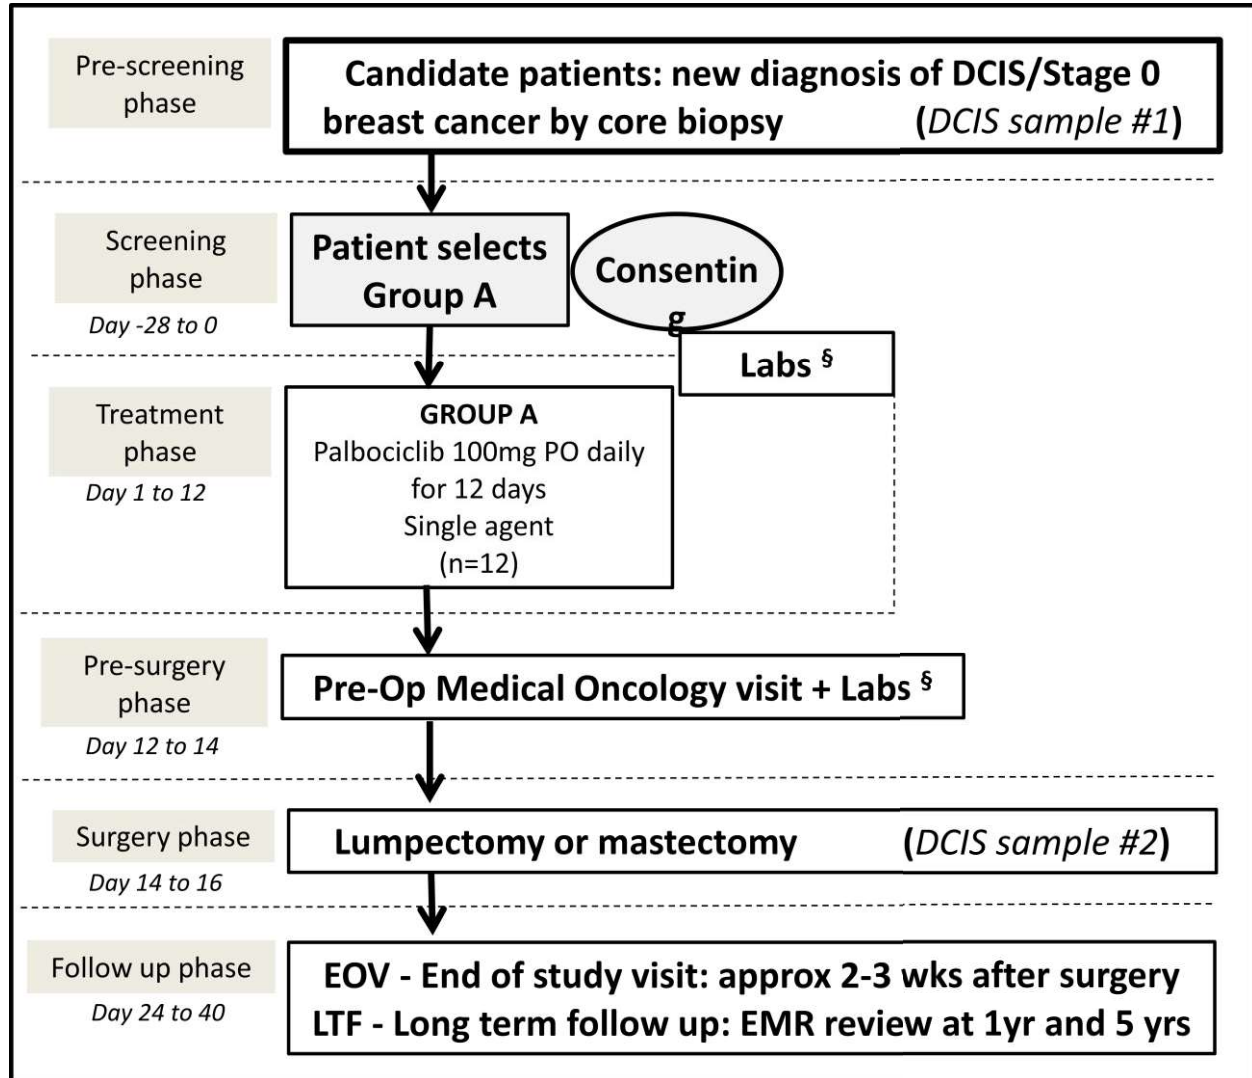 Pre-screening
phase
Candidate patients: new diagnosis of DCIS/Stage 0
breast cancer by core biopsy (DCIS sample #1)
Screening
phase
Day -28 to 0
Patient selects
Group A
Consentin
g
Labs §
Treatment
phase
Day 1 to 12
GROUP A
Palbociclib 100mg PO daily
for 12 days
Single agent
(n=12)
Pre-surgery
phase
Day 12 to 14
Pre-Op Medical Oncology visit + Labs §
Surgery phase
Day 14 to 16
Lumpectomy or mastectomy (DCIS sample #2)
Follow up phase
Day 24 to 40
EOV - End of study visit: approx 2-3 wks after surgery
LTF - Long term follow up: EMR review at 1yr and 5 yrs